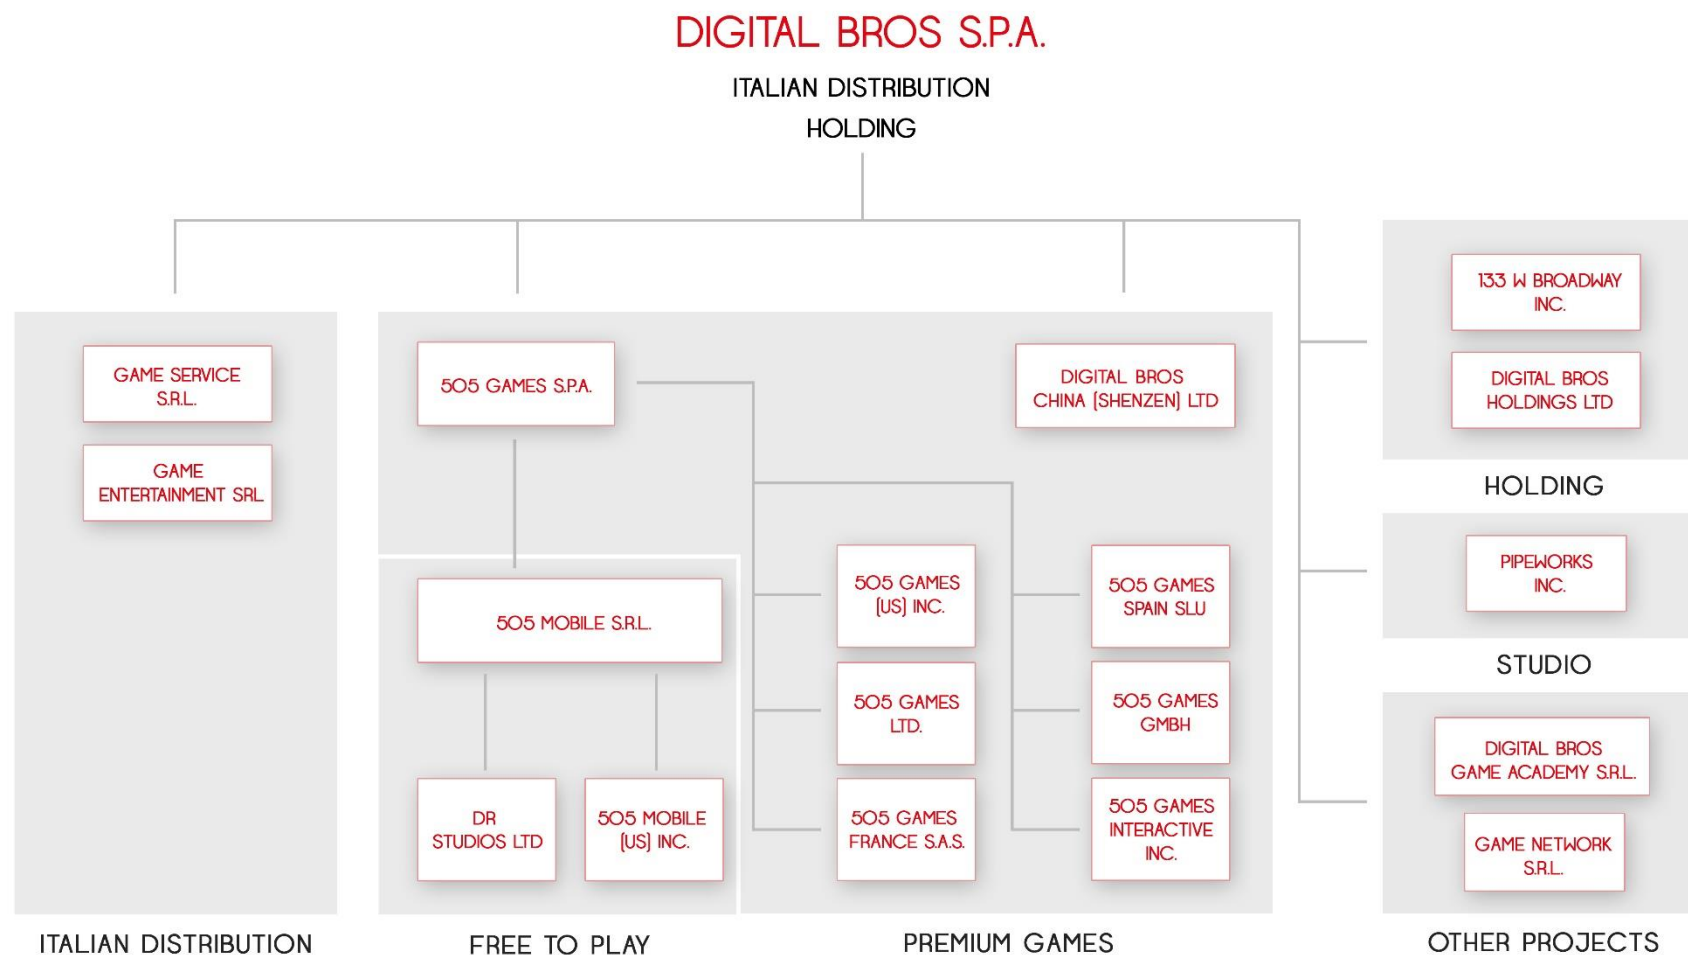 DIGITAL BROS S.P.A.
ITALIAN DISTRIBUTION
HOLDING
GAME SERVICE
S.R.L.
GAME
ENTERTAINMENT SRL
ITALIAN DISTRIBUTION
505 GAMES S.P.A.
DIGITAL BROS
CHINA (SHENZEN) LTD
505 MOBILE S.R.L.
DR
STUDIOS LTD
505 MOBILE
(US) INC.
FREE TO PLAY
505 GAMES
(US) INC.
505 GAMES
LTD.
505 GAMES
FRANCE S.A.S.
505 GAMES
SPAIN SLU
505 GAMES
GMBH
505 GAMES
INTERACTIVE
INC.
PREMIUM GAMES
133 W BROADWAY
INC.
DIGITAL BROS
HOLDINGS LTD
HOLDING
PIPEWORKS
INC.
STUDIO
DIGITAL BROS
GAME ACADEMY S.R.L.
GAME NETWORK
S.R.L.
OTHER PROJECTS